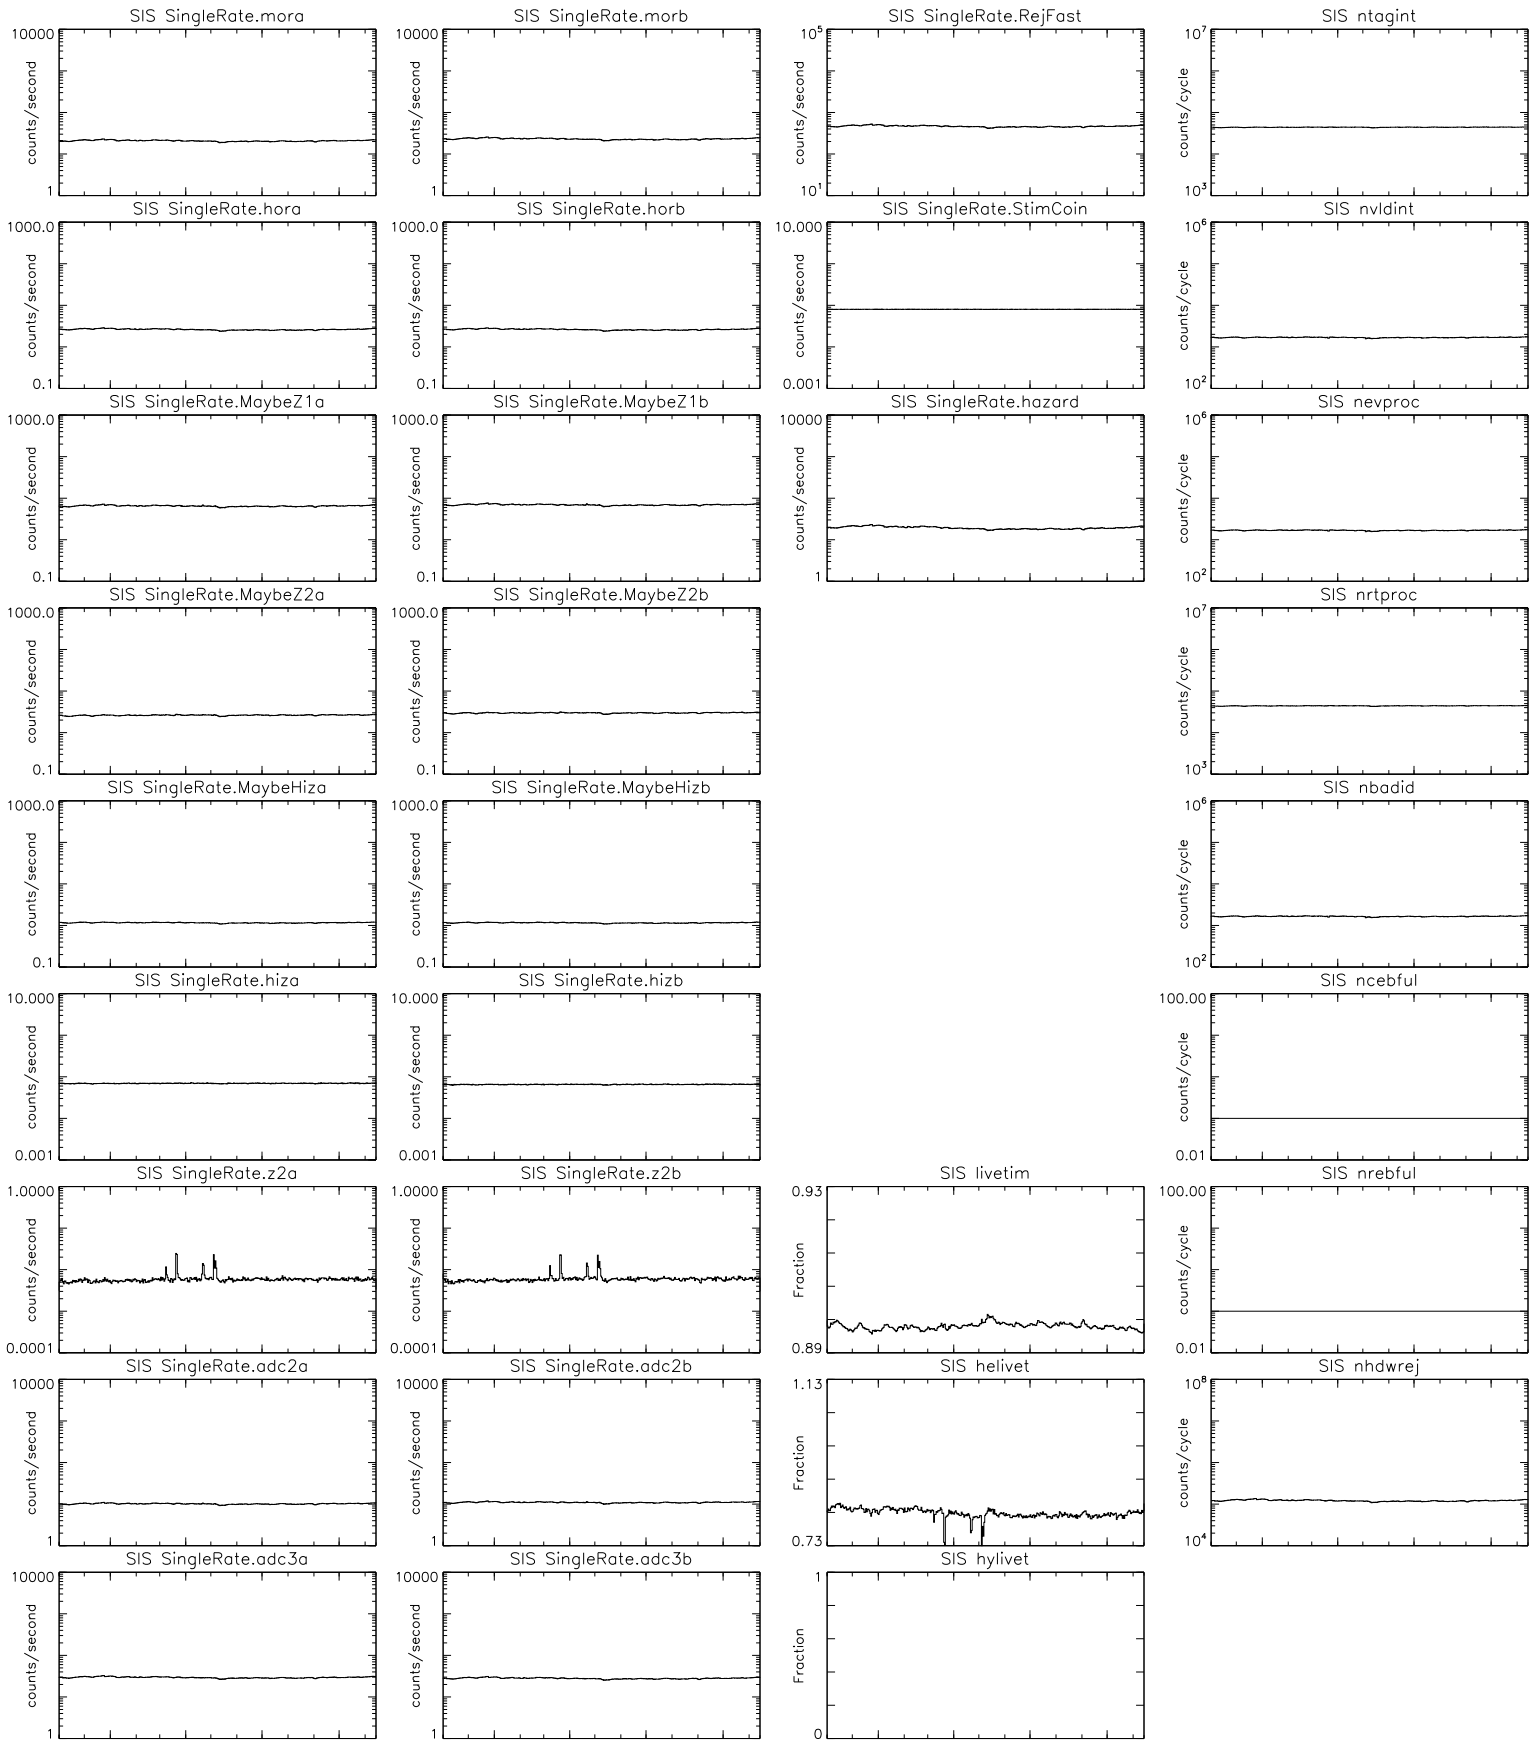 SIS SingleRate.mora
10000
counts/second
1
SIS SingleRate.morb
10000
counts/second
1
SIS SingleRate.RejFast
10^5
counts/second
10^1
SIS ntagint
10^7
counts/cycle
10^3
SIS SingleRate.hora
1000.0
counts/second
0.1
SIS SingleRate.horb
1000.0
counts/second
0.1
SIS SingleRate.StimCoin
10.000
counts/second
0.001
SIS nvldint
10^6
counts/cycle
10^2
SIS SingleRate.MaybeZ1a
1000.0
counts/second
0.1
SIS SingleRate.MaybeZ1b
1000.0
counts/second
0.1
SIS SingleRate.hazard
10000
counts/second
1
SIS nevproc
10^6
counts/cycle
10^2
SIS SingleRate.MaybeZ2a
1000.0
counts/second
0.1
SIS SingleRate.MaybeZ2b
1000.0
counts/second
0.1
SIS nrtproc
10^7
counts/cycle
10^3
SIS SingleRate.MaybeHiza
1000.0
counts/second
0.1
SIS SingleRate.MaybeHizb
1000.0
counts/second
0.1
SIS nbadid
10^6
counts/cycle
10^2
SIS SingleRate.hiza
10.000
counts/second
0.001
SIS SingleRate.hizb
10.000
counts/second
0.001
SIS ncebful
100.00
counts/cycle
0.01
SIS SingleRate.z2a
1.0000
counts/second
0.0001
SIS SingleRate.z2b
1.0000
counts/second
0.0001
SIS livetim
0.93
Fraction
0.89
SIS nrebful
100.00
counts/cycle
0.01
SIS SingleRate.adc2a
10000
counts/second
1
SIS SingleRate.adc2b
10000
counts/second
1
SIS helivet
1.13
Fraction
0.73
SIS nhdwrej
10^8
counts/cycle
10^4
SIS SingleRate.adc3a
10000
counts/second
1
SIS SingleRate.adc3b
10000
counts/second
1
SIS hylivet
1
Fraction
0